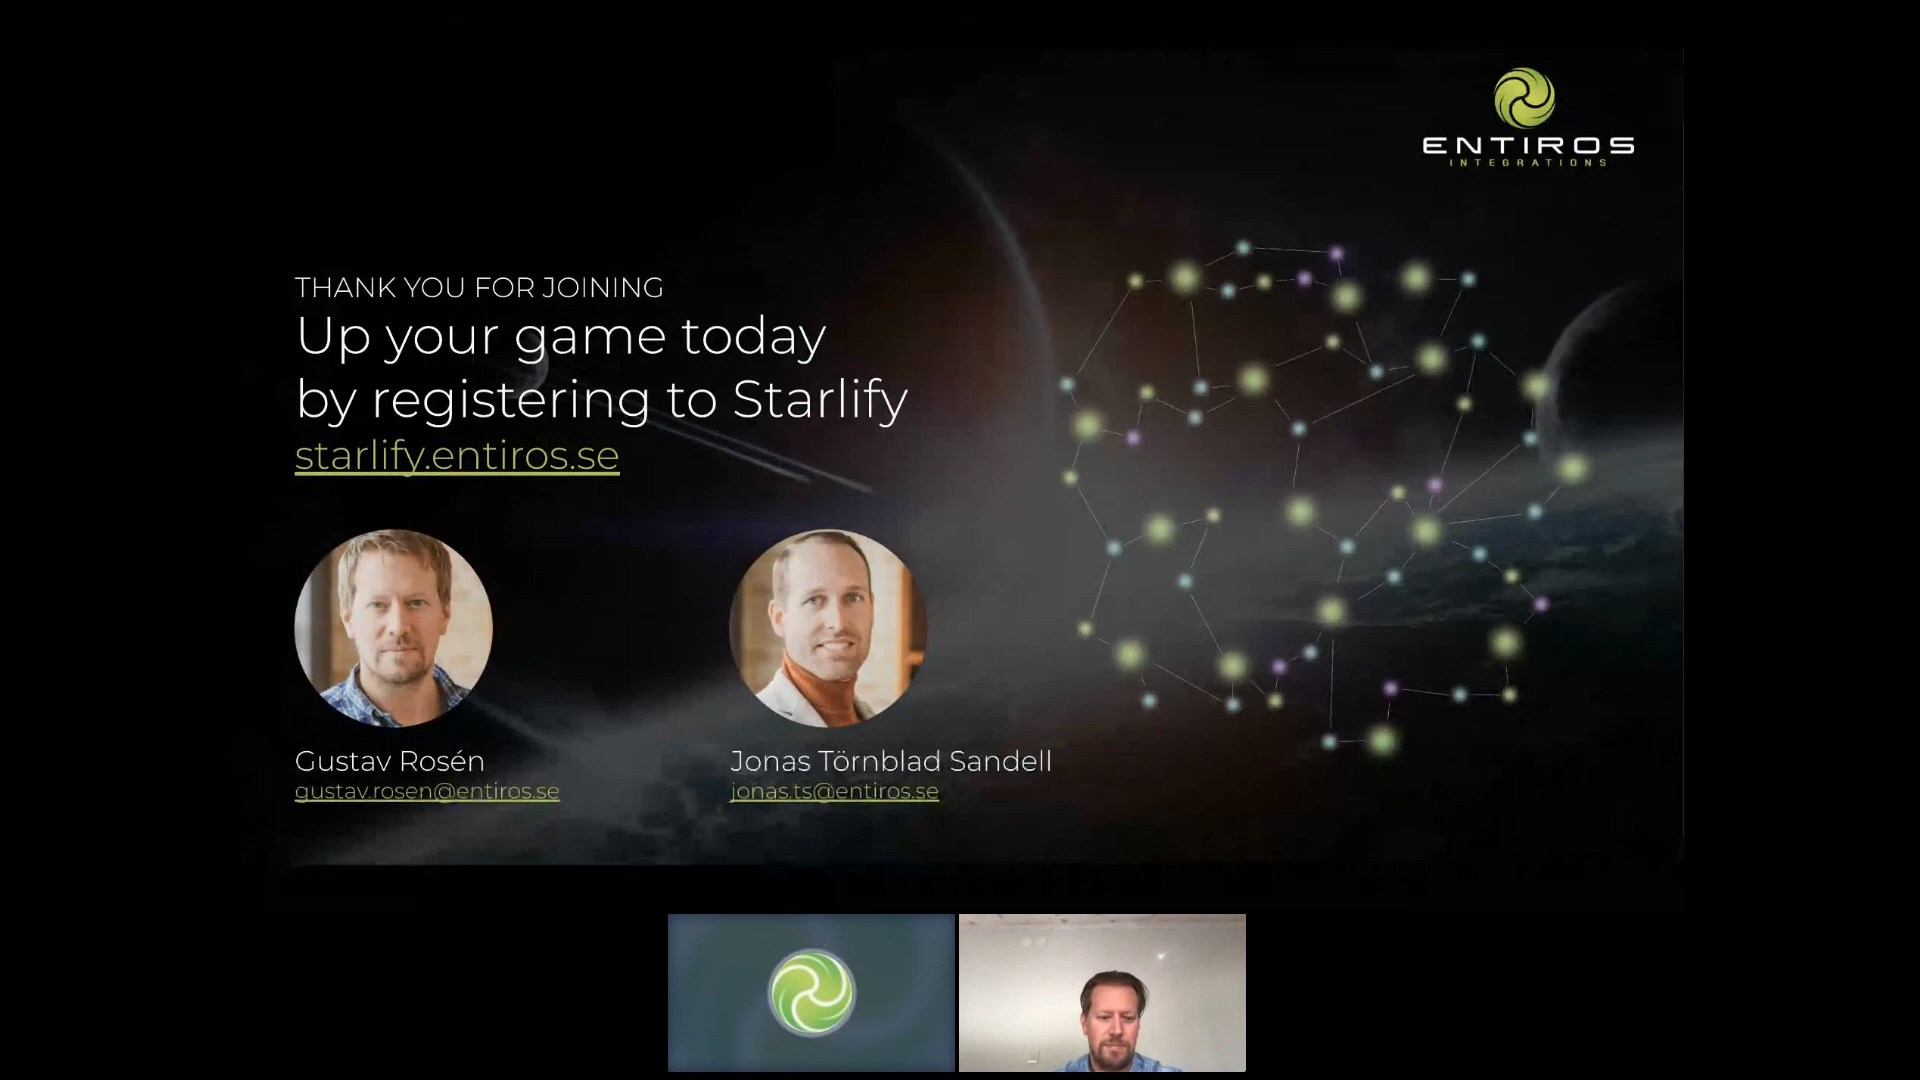 ENTIROS
INTEGRATIONS
THANK YOU FOR JOINING
Up your game today
by registering to Starlify
starlify.entiros.se
Gustav Rosén
gustav.rosen@entiros.se
Jonas Törnblad Sandell
jonas.ts@entiros.se